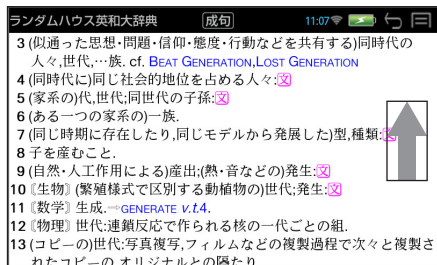 ランダムハウス英和大辞典 成句 11:07
3 (似通った思想・問題・信仰・態度・行動などを共有する)同時代の
人々,世代,…族. cf. BEAT GENERATION,LOST GENERATION
4 (同時代に)同じ社会的地位を占める人々:文
5 (家系の)代,世代;同世代の子孫:文
6 (ある一つの家系の)一族.
7 (同じ時期に存在したり,同じモデルから発展した)型,種類:文
8 子を産むこと.
9 (自然・人工作用による)産出;(熱・音などの)発生:文
10 〖生物〗(繁殖様式で区別する動植物の)世代;発生:文
11 〖数学〗生成.⇨GENERATE v.t.4.
12 〖物理〗世代:連鎖反応で作られる核の一代ごとの組.
13 (コピーの)世代:写真複写,フィルムなどの複製過程で次々と複製さ
れたコピーの,オリジナルとの隔たり